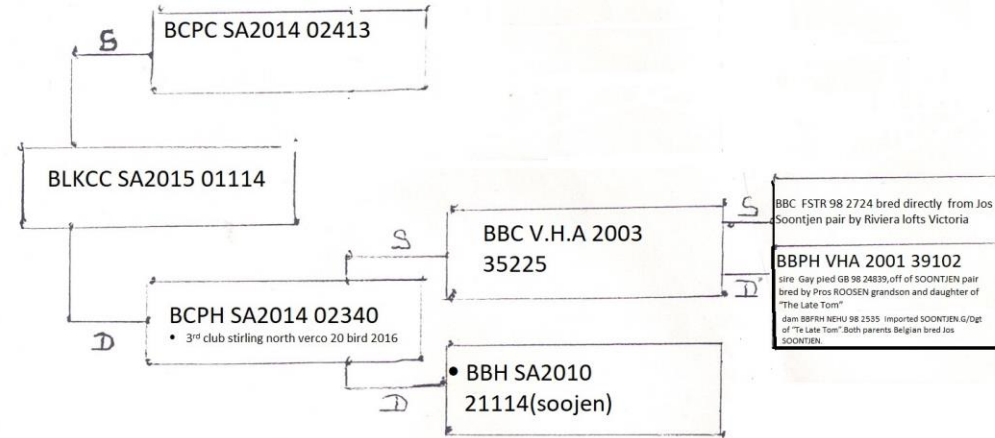 S
BCPC SA2014 02413
BLKCC SA2015 01114
D
BCPH SA2014 02340
• 3rd club stirling north verco 20 bird 2016
S
BBC V.H.A 2003
35225
D
• BBH SA2010
21114(soojen)
S
BBC FSTR 98 2724 bred directly from Jos
Soontjen pair by Riviera lofts Victoria
D
BBPH VHA 2001 39102
sire Gay pied GB 98 24839,off of SOONTJEN pair
bred by Pros ROOSEN grandson and daughter of
"The Late Tom"
dam BBFRH NEHU 98 2535 Imported SOONTJEN.G/Dgt
of "Te Late Tom".Both parents Belgian bred Jos
SOONTJEN.